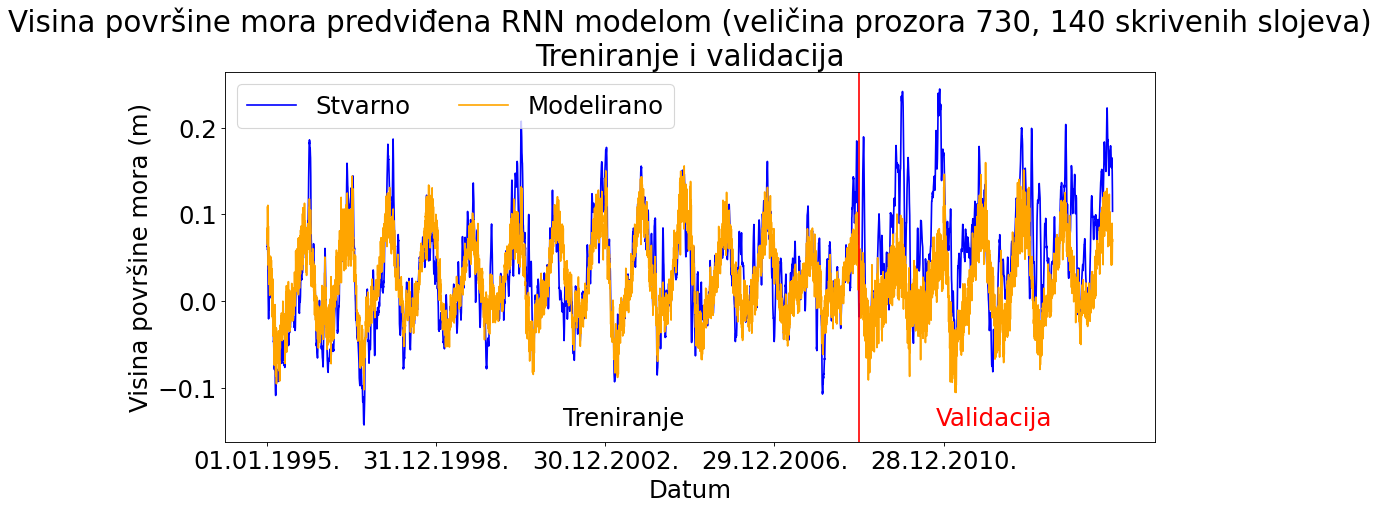 Visina površine mora predviđena RNN modelom (veličina prozora 730, 140 skrivenih slojeva)
Treniranje i validacija
Stvarno
Modelirano
Visina površine mora (m)
0.2
0.1
0.0
−0.1
Treniranje
Validacija
01.01.1995.
31.12.1998.
30.12.2002.
29.12.2006.
28.12.2010.
Datum